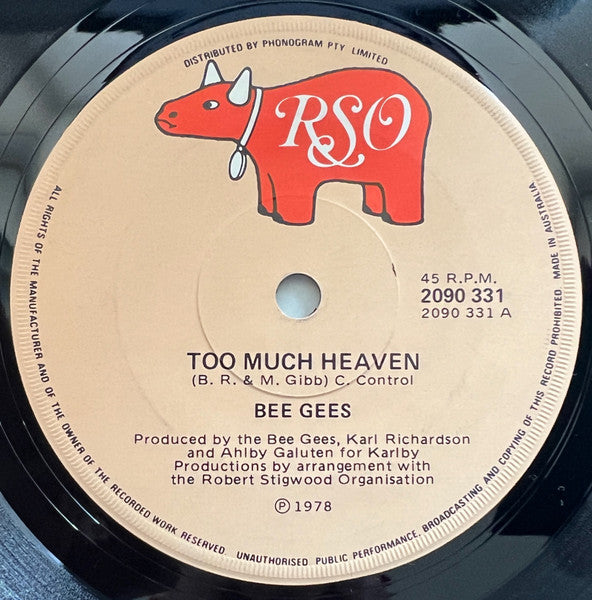 DISTRIBUTED BY PHONOGRAM PTY LIMITED
RSO
45 R.P.M.
2090 331
2090 331 A
TOO MUCH HEAVEN
(B. R. & M. Gibb) C. Control
BEE GEES
Produced by the Bee Gees, Karl Richardson
and Ahlby Galuten for Karlby
Productions by arrangement with
the Robert Stigwood Organisation
℗ 1978
ALL RIGHTS OF THE MANUFACTURER AND OF THE OWNER OF THE RECORDED WORK RESERVED. UNAUTHORISED PUBLIC PERFORMANCE, BROADCASTING AND COPYING OF THIS RECORD PROHIBITED. MADE IN AUSTRALIA